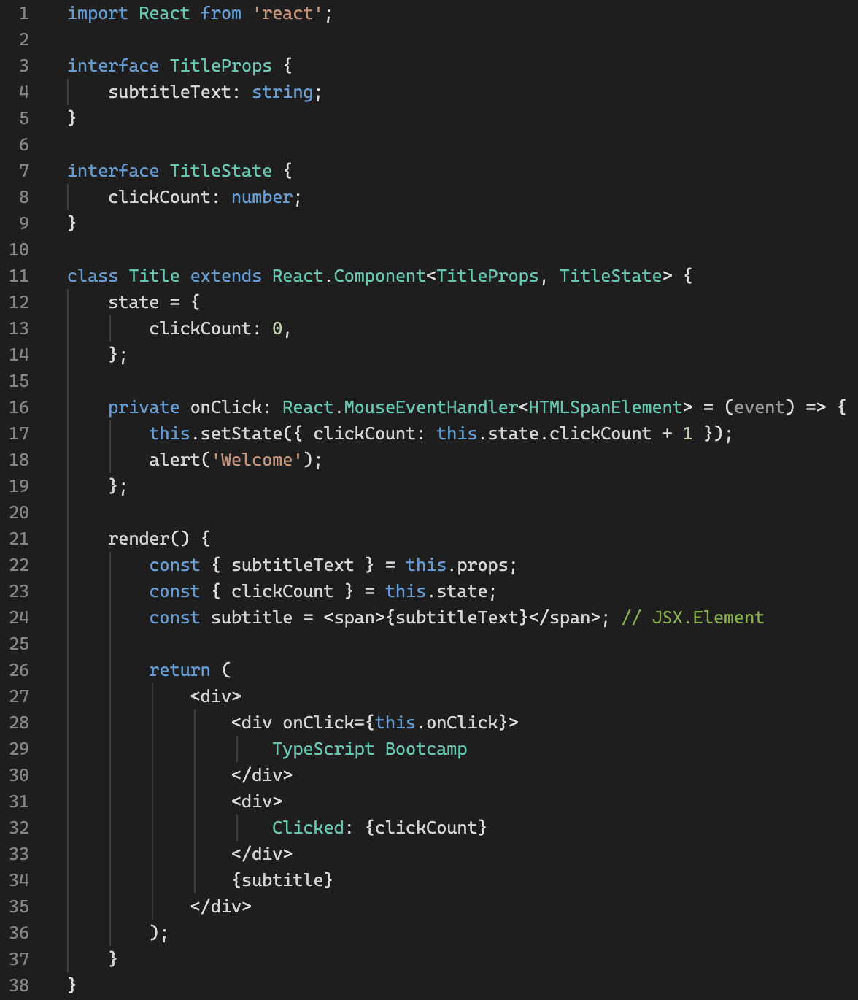 1 import React from 'react';
2
3 interface TitleProps {
4     subtitleText: string;
5 }
6
7 interface TitleState {
8     clickCount: number;
9 }
10
11 class Title extends React.Component<TitleProps, TitleState> {
12     state = {
13         clickCount: 0,
14     };
15
16     private onClick: React.MouseEventHandler<HTMLSpanElement> = (event) => {
17         this.setState({ clickCount: this.state.clickCount + 1 });
18         alert('Welcome');
19     };
20
21     render() {
22         const { subtitleText } = this.props;
23         const { clickCount } = this.state;
24         const subtitle = <span>{subtitleText}</span>; // JSX.Element
25
26         return (
27             <div>
28                 <div onClick={this.onClick}>
29                     TypeScript Bootcamp
30                 </div>
31                 <div>
32                     Clicked: {clickCount}
33                 </div>
34                 {subtitle}
35             </div>
36         );
37     }
38 }